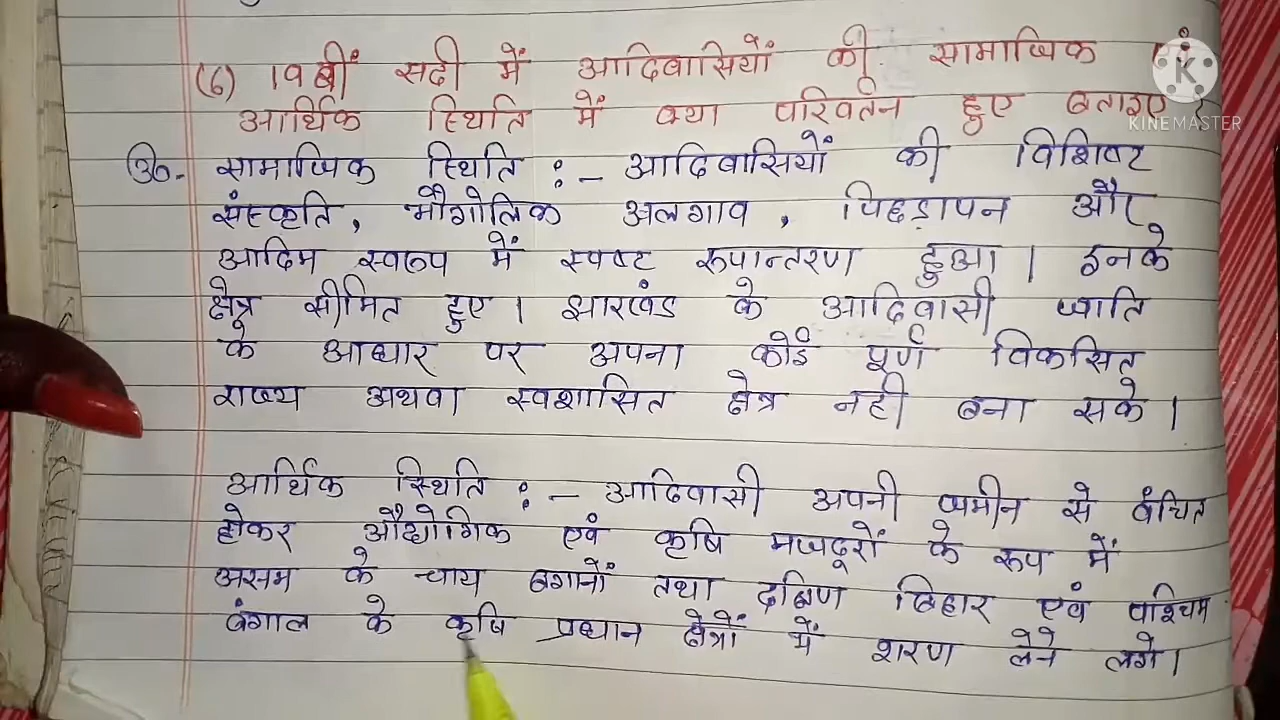 (6) 19वीं सदी में आदिवासियों की सामाजिक एवं
आर्थिक स्थिति में क्या परिवर्तन हुए बताइए ?
KINEMASTER
उ०- सामाजिक स्थिति :- आदिवासियों की विशिष्ट
संस्कृति, भौगोलिक अलगाव, पिछड़ापन और
आदिम स्वरूप में स्पष्ट रूपान्तरण हुआ। इनके
क्षेत्र सीमित हुए। झारखंड के आदिवासी जाति
के आधार पर अपना कोई पूर्ण विकसित
राज्य अथवा स्वशासित क्षेत्र नही बना सके।
आर्थिक स्थिति :- आदिवासी अपनी जमीन से वंचित
होकर औद्योगिक एवं कृषि मजदूरों के रूप में
असम के चाय बगानों तथा दक्षिण बिहार एवं पश्चिम
बंगाल के कृषि प्रधान क्षेत्रों में शरण लेने लगे।